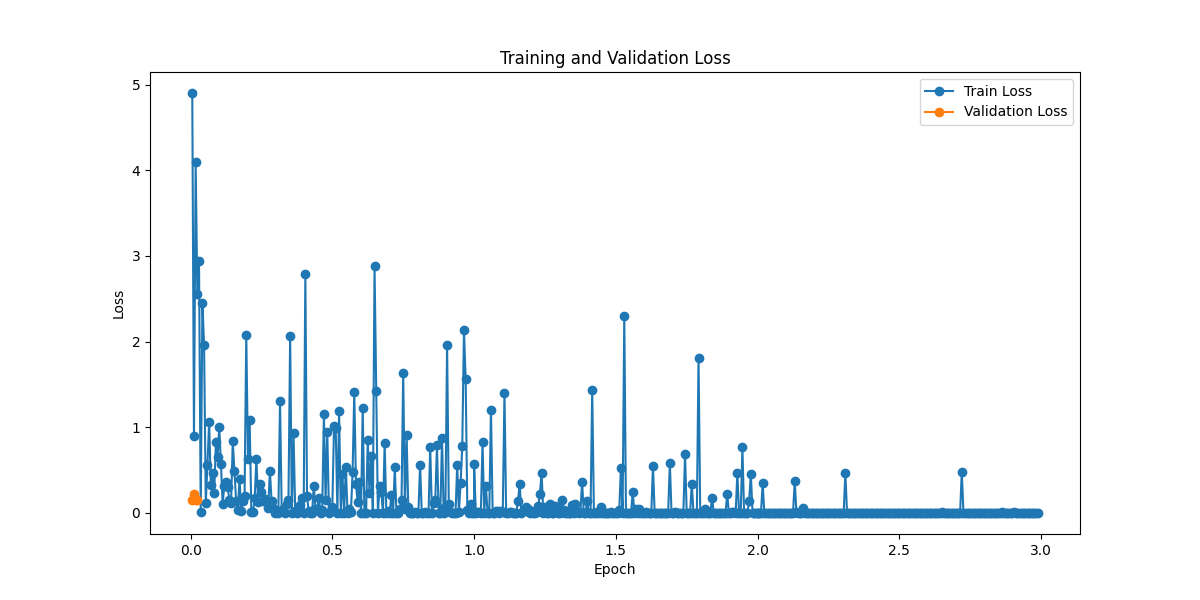 Training and Validation Loss
Train Loss
Validation Loss
Loss
5
4
3
2
1
0
0.0 0.5 1.0 1.5 2.0 2.5 3.0
Epoch